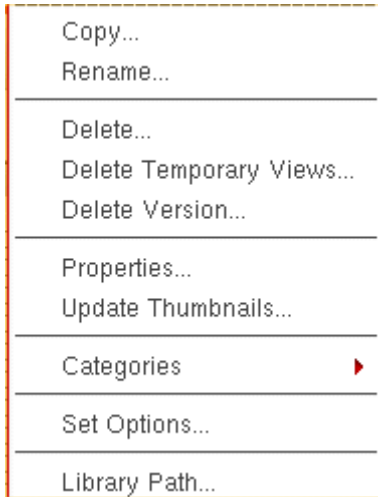 Copy...
Rename...
Delete...
Delete Temporary Views...
Delete Version...
Properties...
Update Thumbnails...
Categories
Set Options...
Library Path...